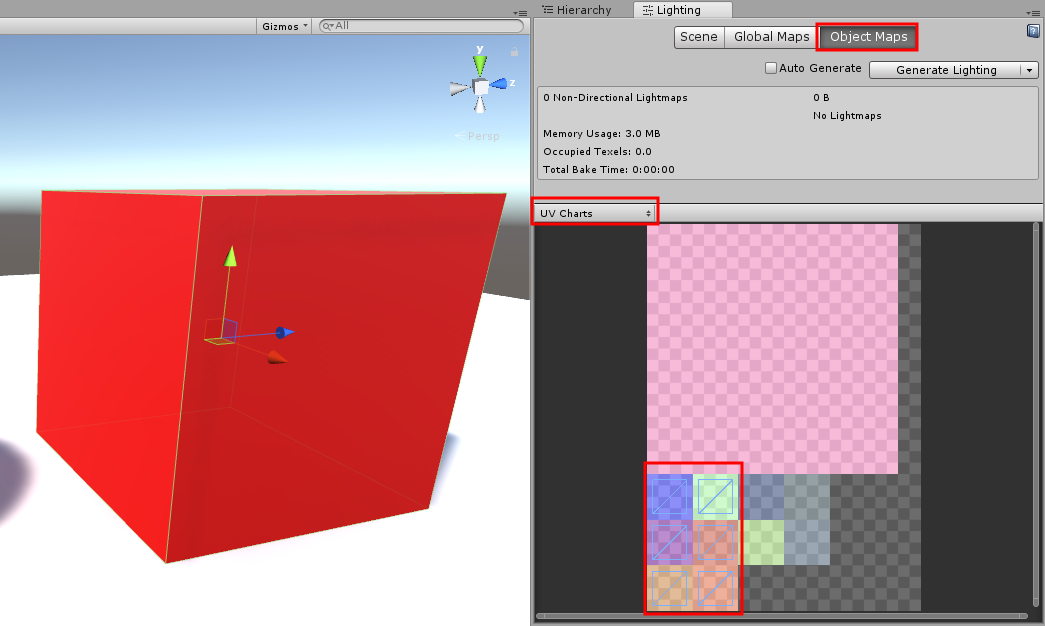 Hierarchy
Lighting
Gizmos
All
Scene
Global Maps
Object Maps
Auto Generate
Generate Lighting
0 Non-Directional Lightmaps
0 B
No Lightmaps
Memory Usage: 3.0 MB
Occupied Texels: 0.0
Total Bake Time: 0:00:00
y
z
Persp
UV Charts